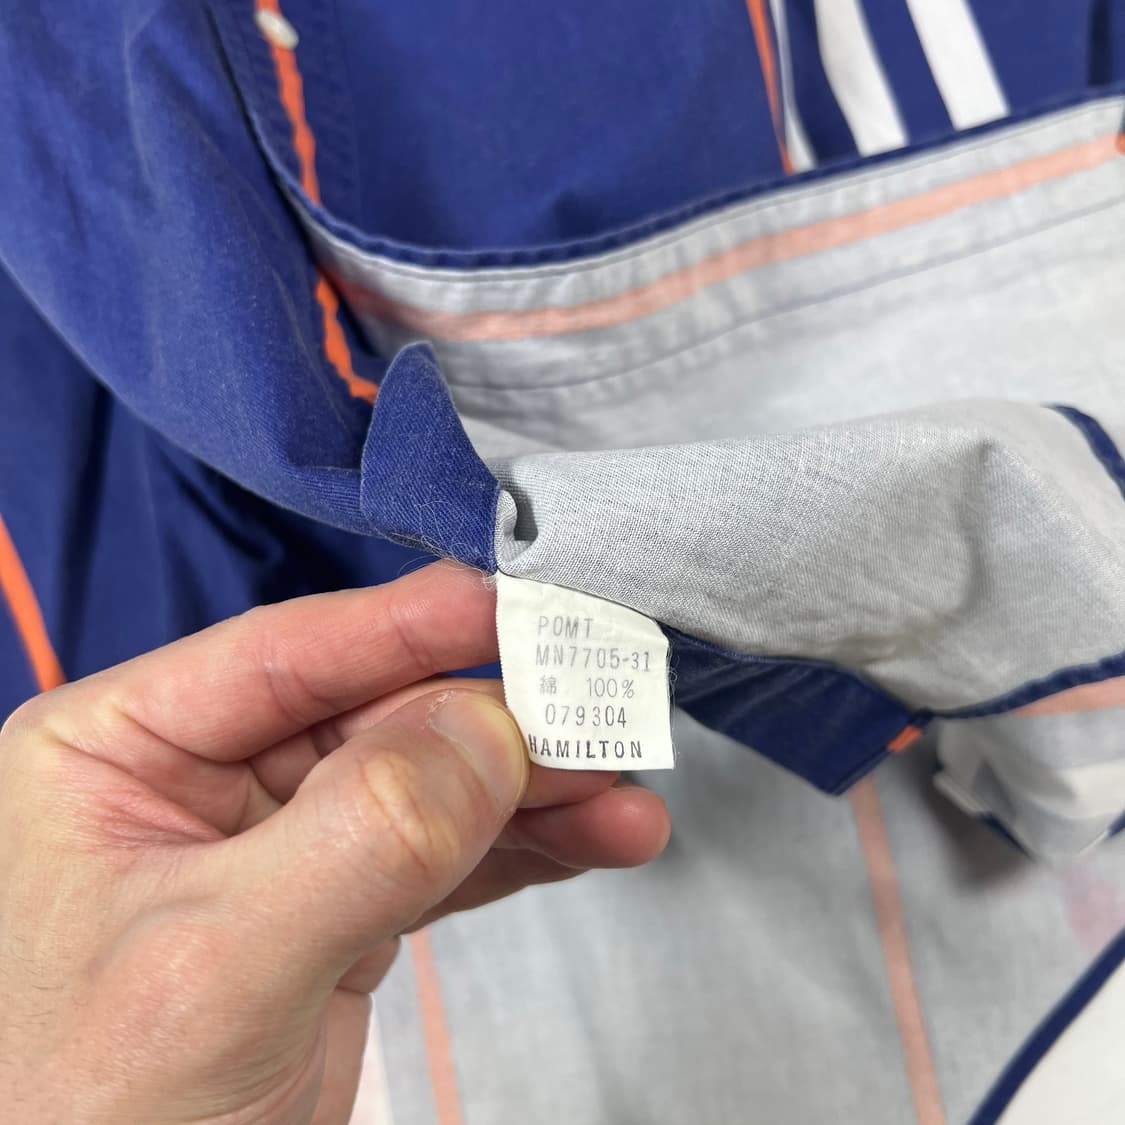 POMT
MN7705-31
綿 100%
079304
HAMILTON